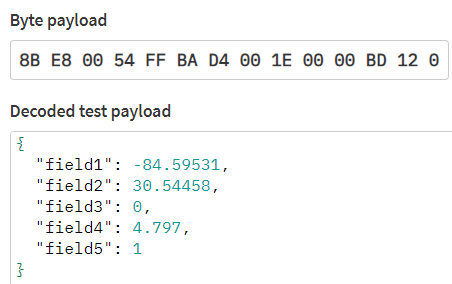 Byte payload
8B E8 00 54 FF BA D4 00 1E 00 00 BD 12 0
Decoded test payload
{
"field1": -84.59531,
"field2": 30.54458,
"field3": 0,
"field4": 4.797,
"field5": 1
}